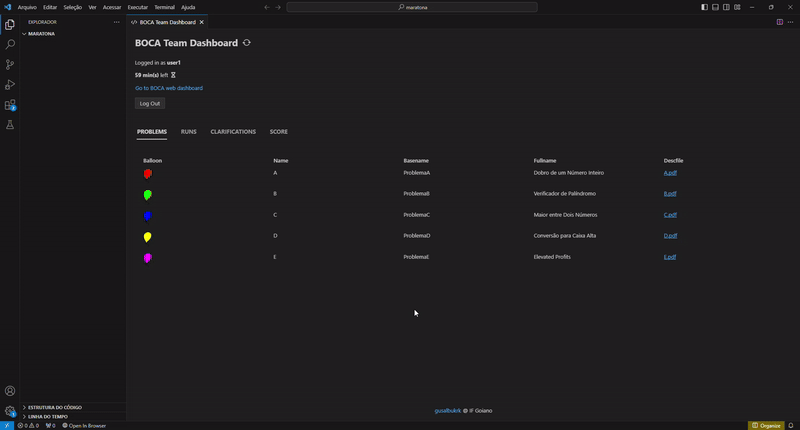 Arquivo Editar Seleção Ver Acessar Executar Terminal Ajuda maratona
EXPLORADOR ··· BOCA Team Dashboard
MARATONA
BOCA Team Dashboard
Logged in as user1
59 min(s) left
Go to BOCA web dashboard
Log Out
PROBLEMS RUNS CLARIFICATIONS SCORE
Balloon Name Basename Fullname Descfile
A ProblemaA Dobro de um Número Inteiro A.pdf
B ProblemaB Verificador de Palíndromo B.pdf
C ProblemaC Maior entre Dois Números C.pdf
D ProblemaD Conversão para Caixa Alta D.pdf
E ProblemaE Elevated Profits E.pdf
ESTRUTURA DO CÓDIGO
LINHA DO TEMPO
gusalbukrk @ IF Goiano
0 0 0 Open In Browser Organize